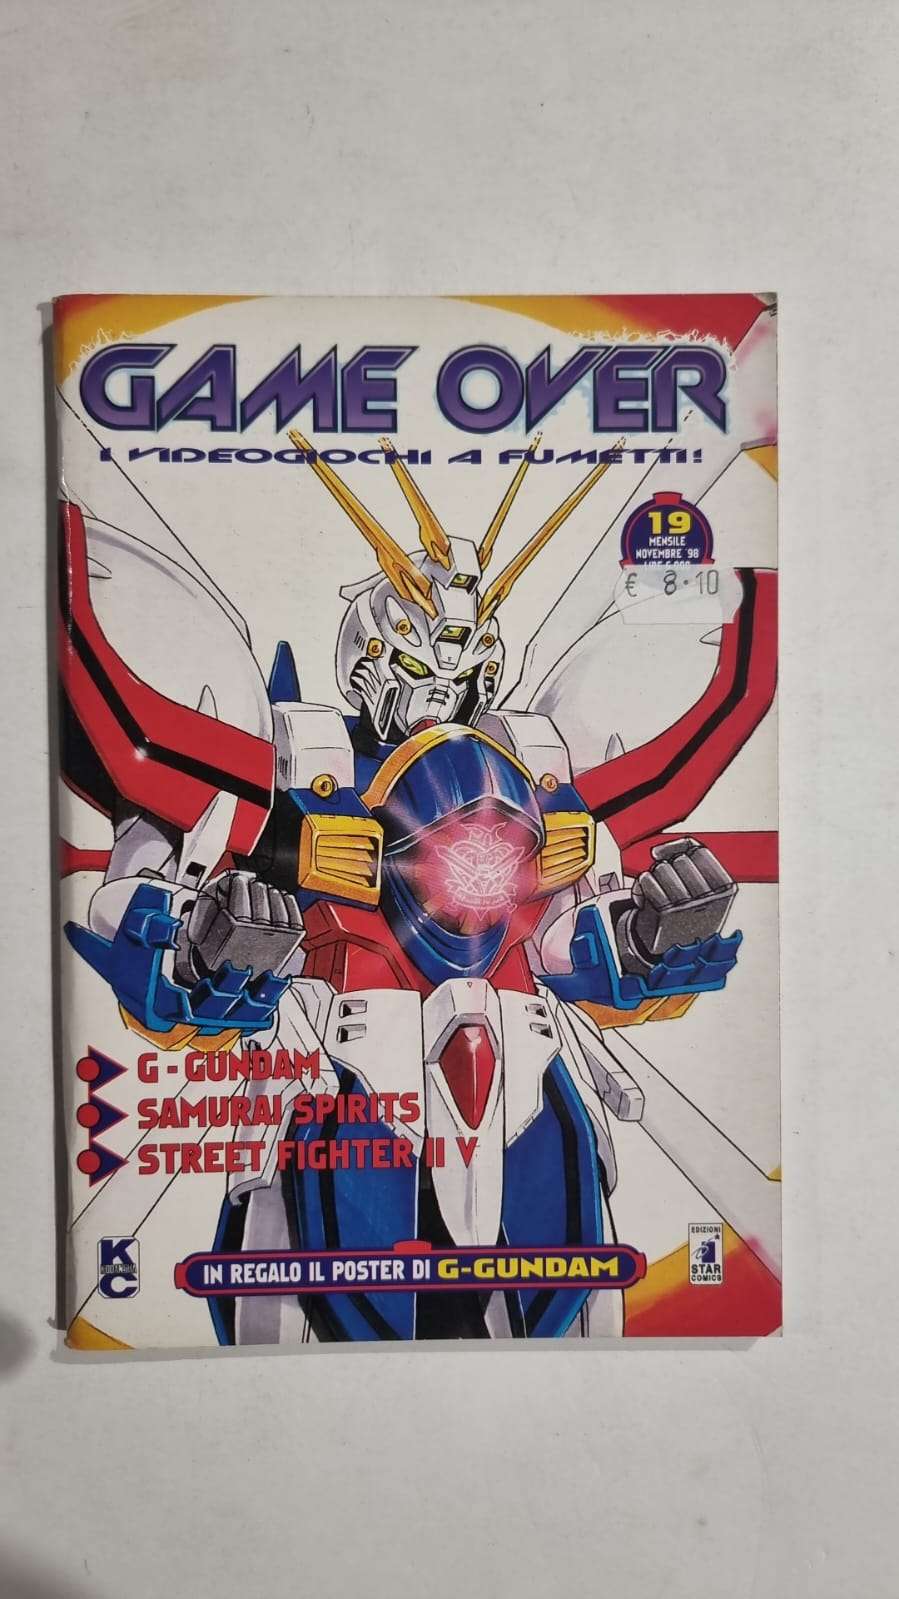 GAME OVER
I VIDEOGIOCHI A FUMETTI!
19
MENSILE
NOVEMBRE '98
€ 8.10
G-GUNDAM
SAMURAI SPIRITS
STREET FIGHTER II V
KC
IN REGALO IL POSTER DI G-GUNDAM
EDIZIONI
STAR
COMICS